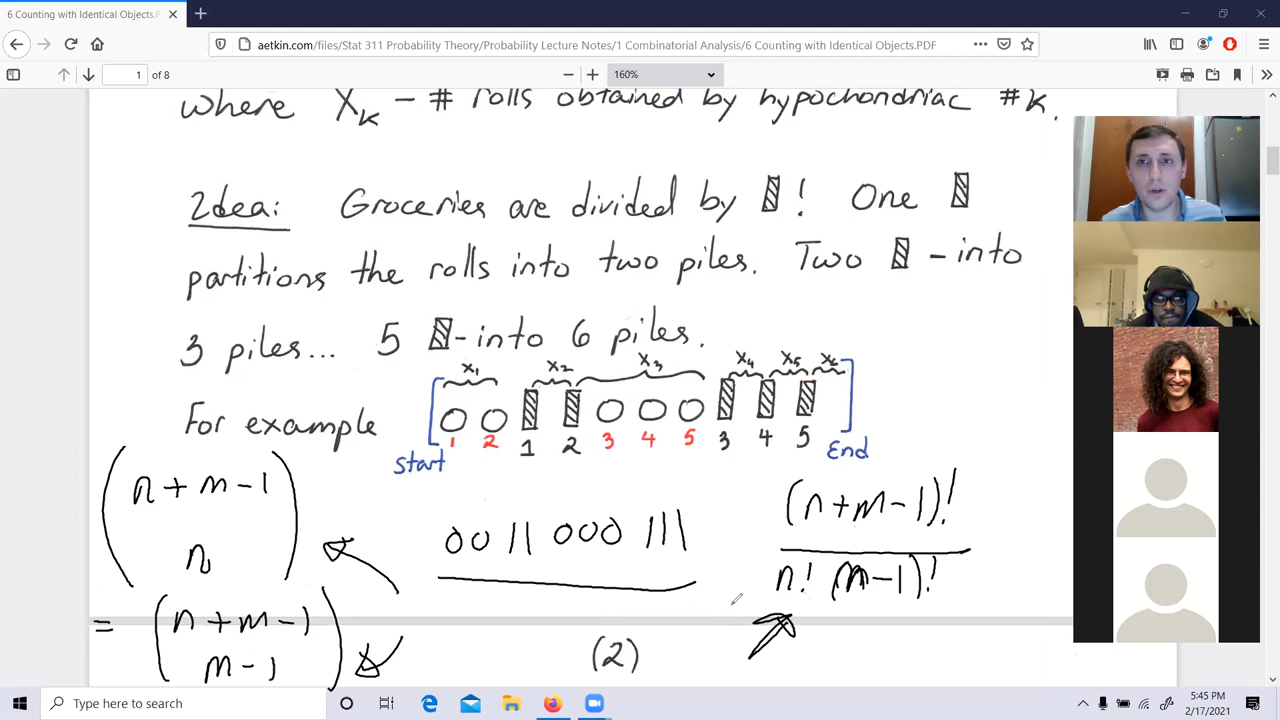 6 Counting with Identical Objects.P
aetkin.com/files/Stat 311 Probability Theory/Probability Lecture Notes/1 Combinatorial Analysis/6 Counting with Identical Objects.PDF
1 of 8
160%
where X_K - # rolls obtained by hypochondriac #K.
Idea: Groceries are divided by ! One
partitions the rolls into two piles. Two - into
3 piles... 5 - into 6 piles.
x1 x2 x3 x4 x5 x6
For example
1 2 1 2 3 4 5 3 4 5
Start End
(n+m-1
n)
00 11 000 111
(n+m-1)!
n! (m-1)!
= (n+m-1
m-1)
(2)
Type here to search
5:45 PM
2/17/2021